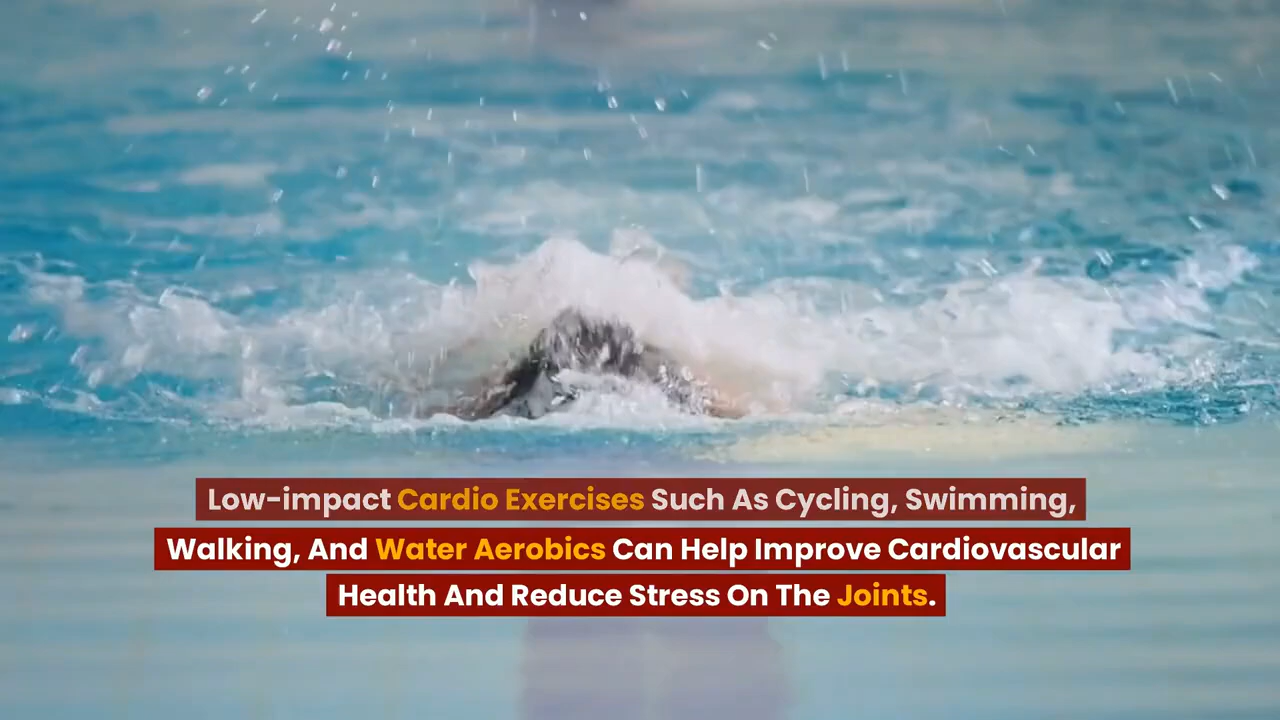 Low-impact Cardio Exercises Such As Cycling, Swimming,
Walking, And Water Aerobics Can Help Improve Cardiovascular
Health And Reduce Stress On The Joints.